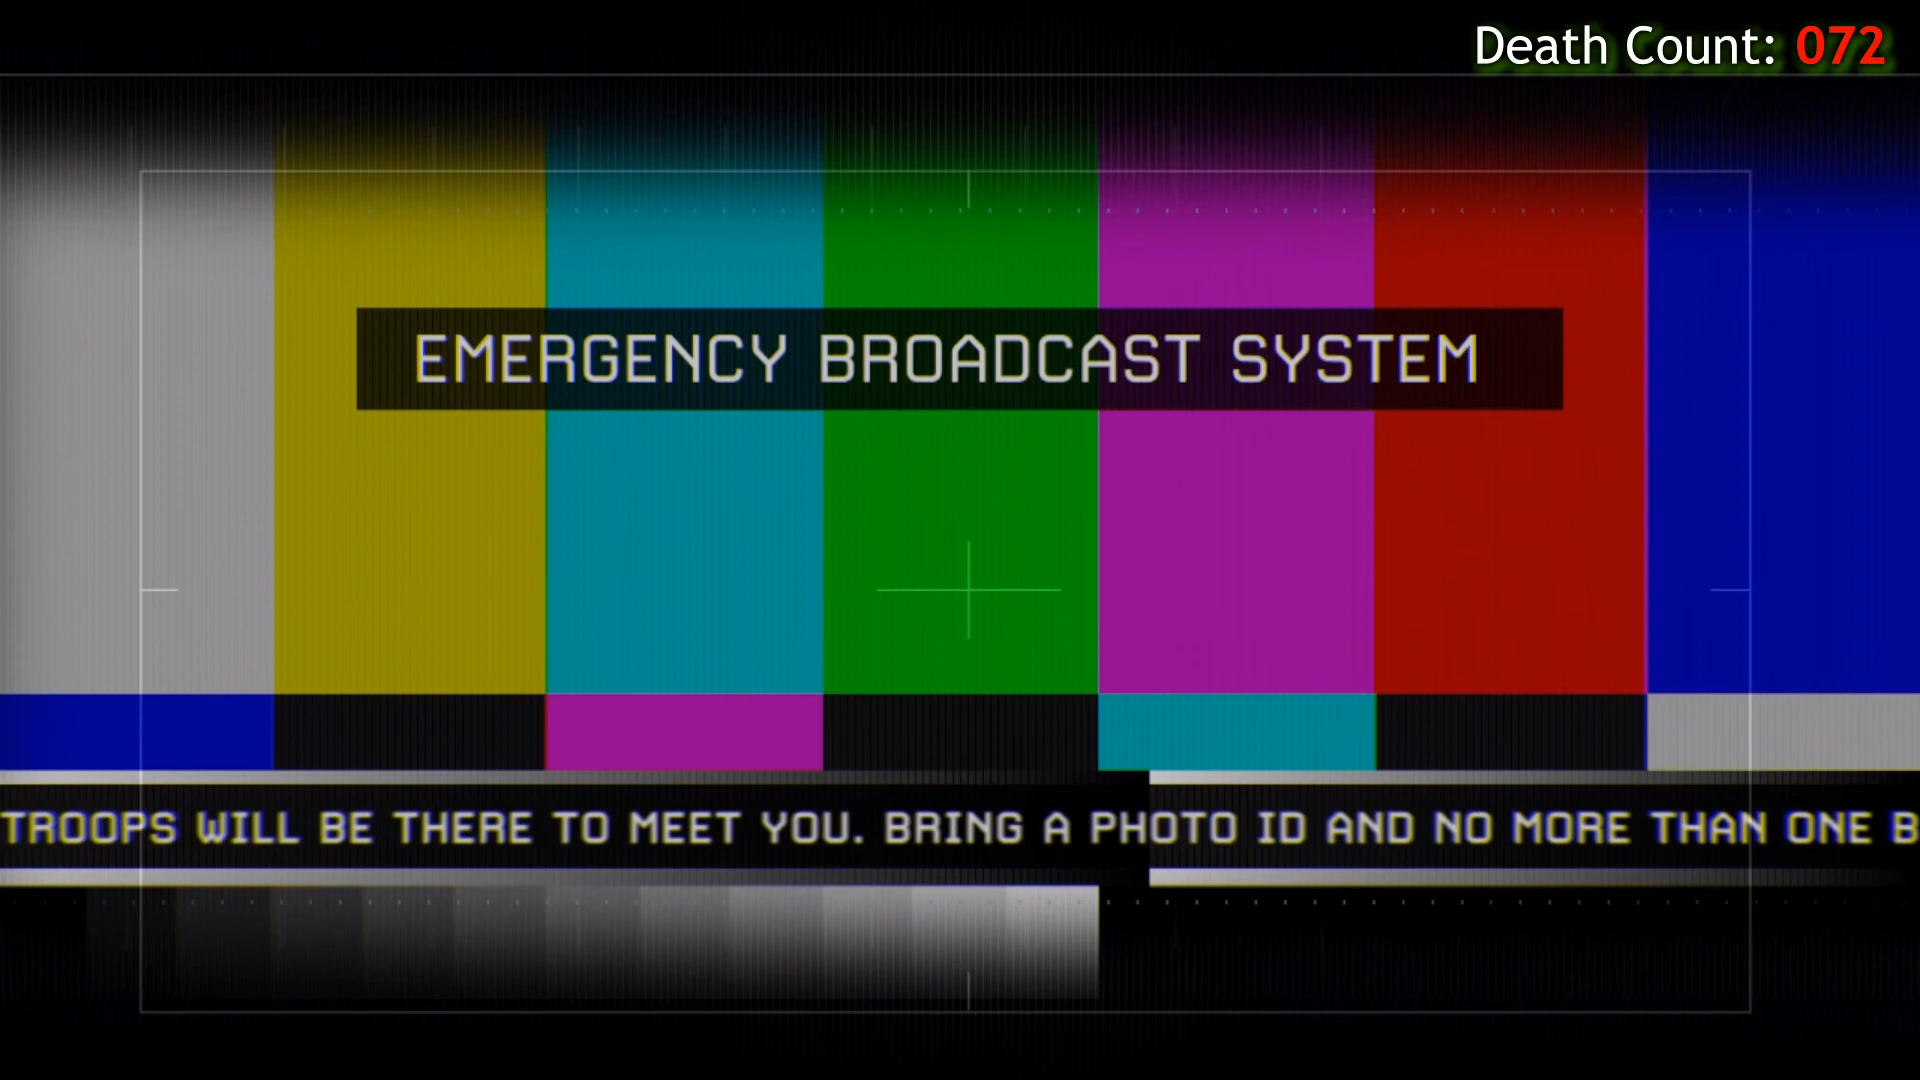 Death Count: 072
EMERGENCY BROADCAST SYSTEM
TROOPS WILL BE THERE TO MEET YOU. BRING A PHOTO ID AND NO MORE THAN ONE B